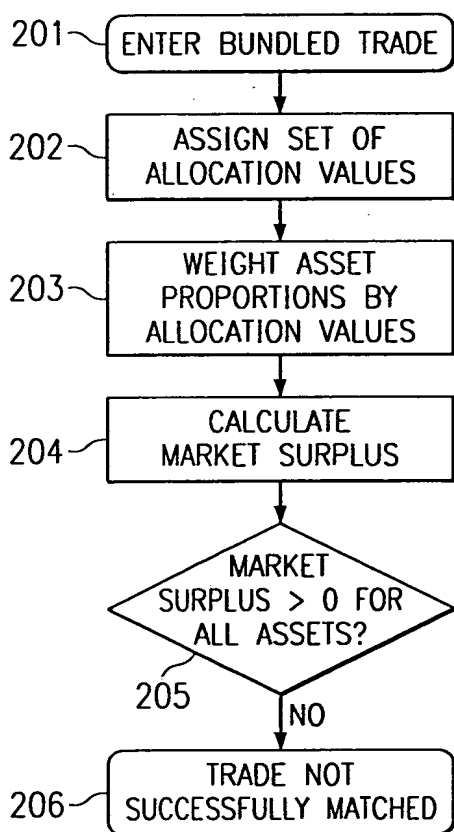 201
ENTER BUNDLED TRADE
202
ASSIGN SET OF
ALLOCATION VALUES
203
WEIGHT ASSET
PROPORTIONS BY
ALLOCATION VALUES
204
CALCULATE
MARKET SURPLUS
MARKET
SURPLUS > 0 FOR
ALL ASSETS?
205
NO
206
TRADE NOT
SUCCESSFULLY MATCHED